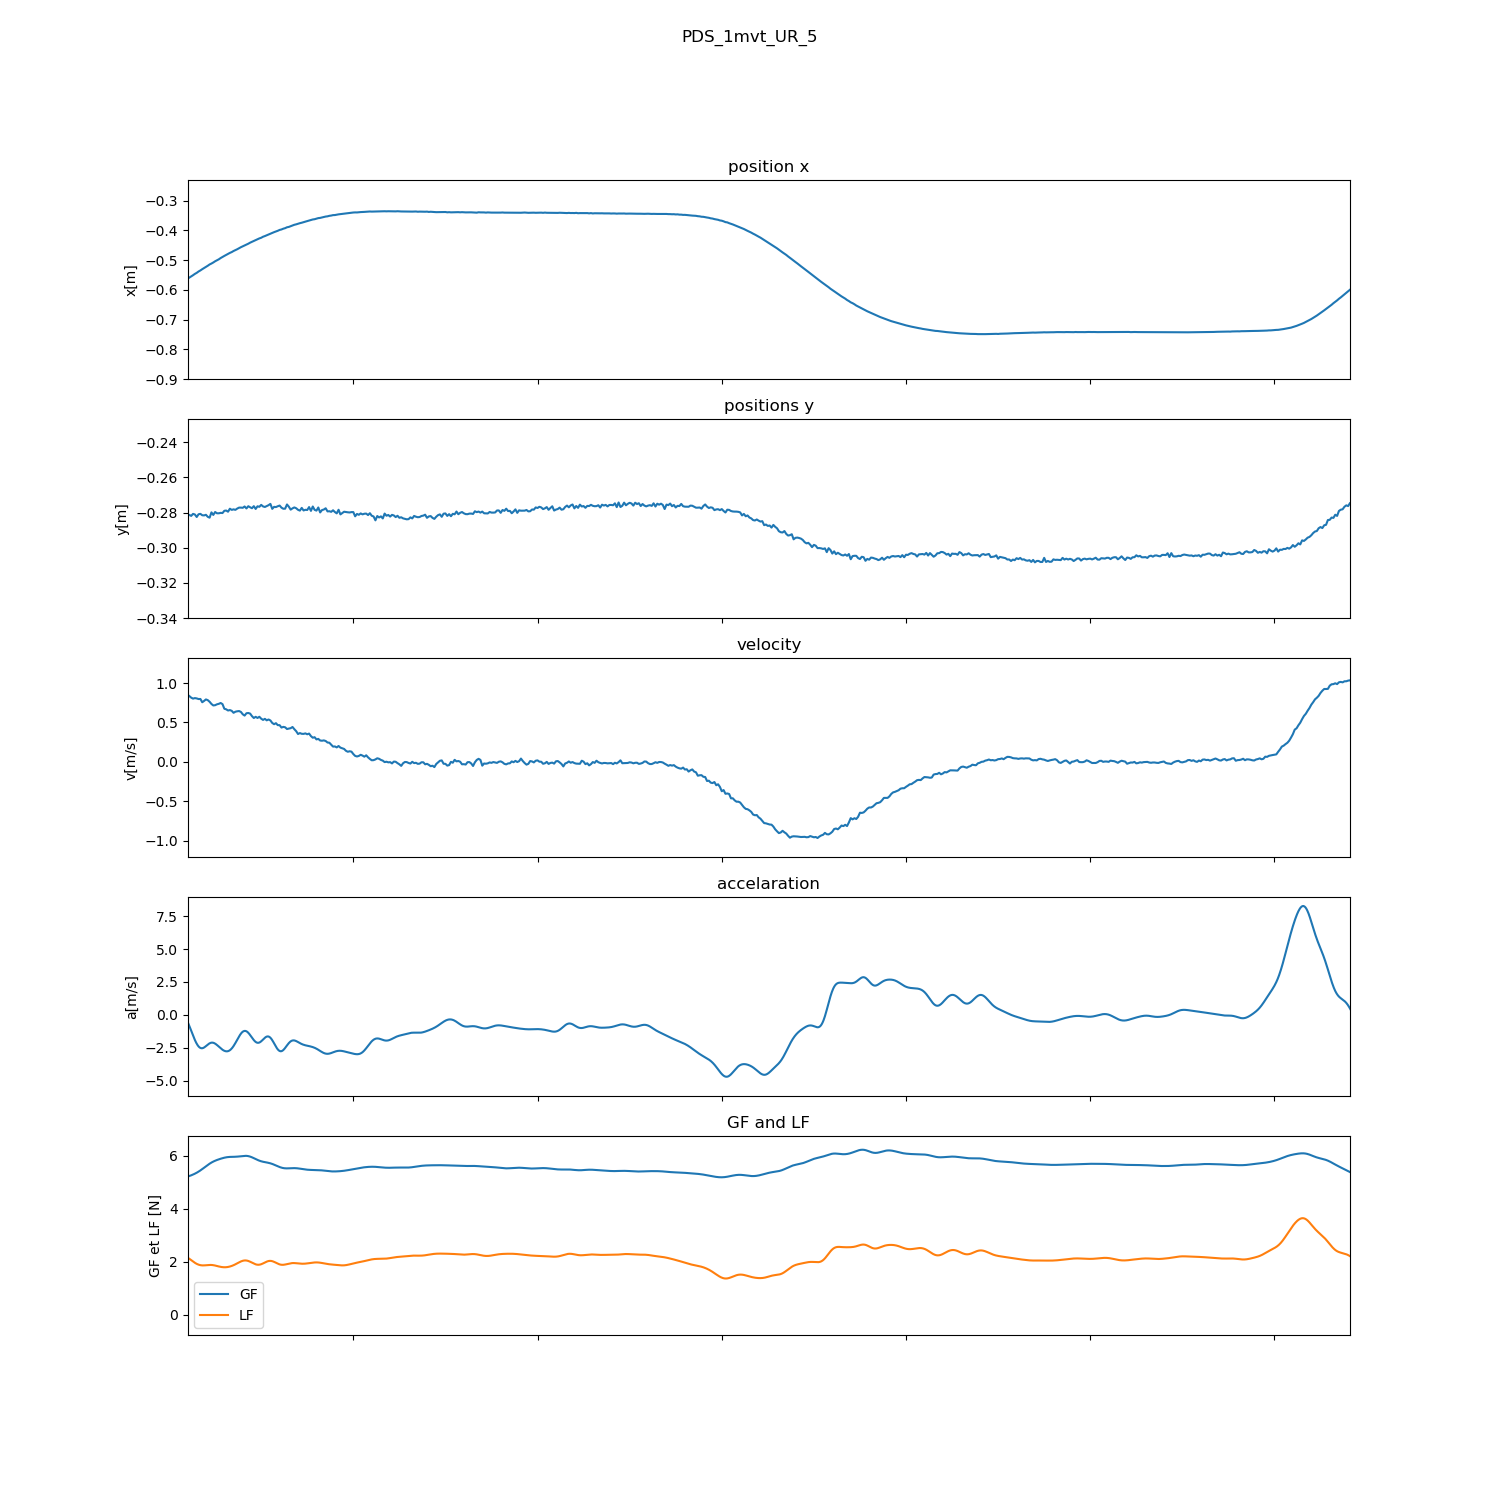 PDS_1mvt_UR_5
position x
−0.3
−0.4
−0.5
−0.6
−0.7
−0.8
−0.9
x[m]
positions y
−0.24
−0.26
−0.28
−0.30
−0.32
−0.34
y[m]
velocity
1.0
0.5
0.0
−0.5
−1.0
v[m/s]
accelaration
7.5
5.0
2.5
0.0
−2.5
−5.0
a[m/s]
GF and LF
6
4
2
0
GF et LF [N]
GF
LF